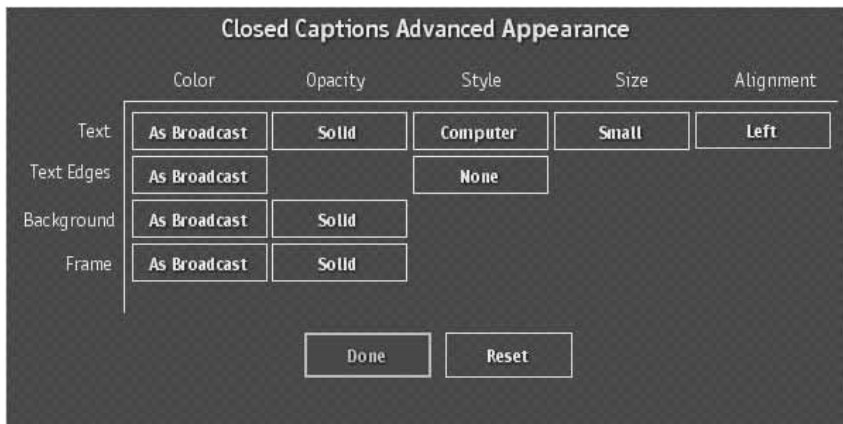 Closed Captions Advanced Appearance
Color Opacity Style Size Alignment
Text As Broadcast Solid Computer Small Left
Text Edges As Broadcast None
Background As Broadcast Solid
Frame As Broadcast Solid
Done Reset